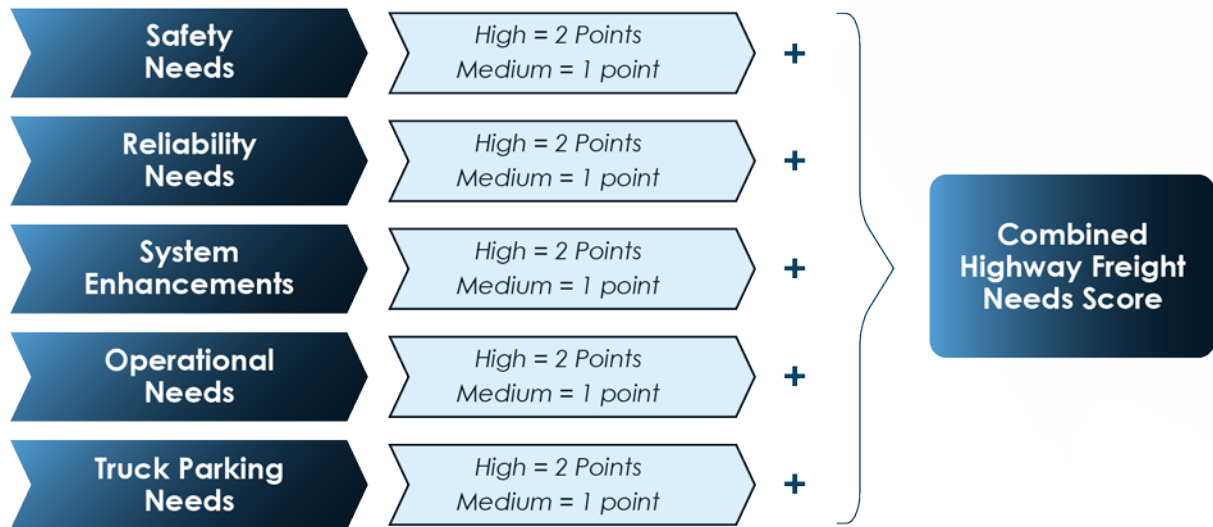 Safety
Needs
High = 2 Points
Medium = 1 point
+
Reliability
Needs
High = 2 Points
Medium = 1 point
+
System
Enhancements
High = 2 Points
Medium = 1 point
+
Operational
Needs
High = 2 Points
Medium = 1 point
+
Truck Parking
Needs
High = 2 Points
Medium = 1 point
+
Combined
Highway Freight
Needs Score